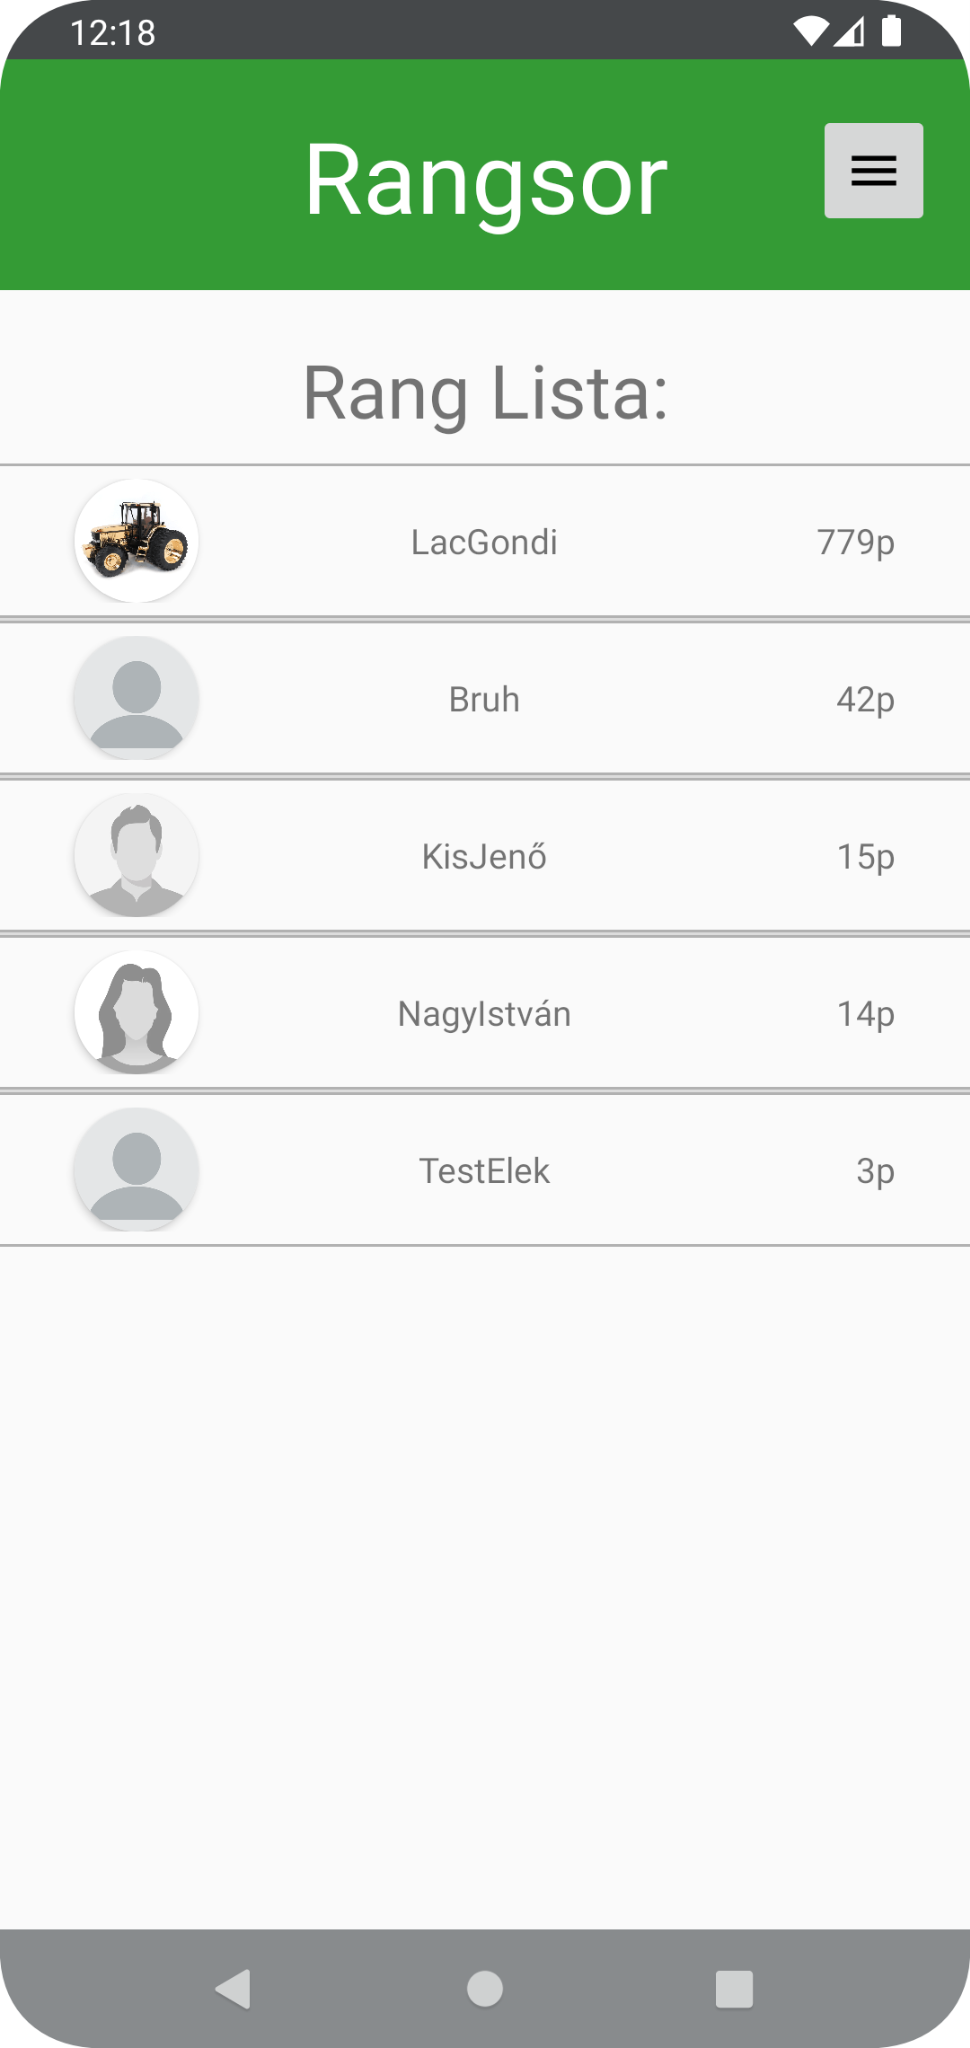 12:18
Rangsor
Rang Lista:
LacGondi 779p
Bruh 42p
KisJenő 15p
NagyIstván 14p
TestElek 3p